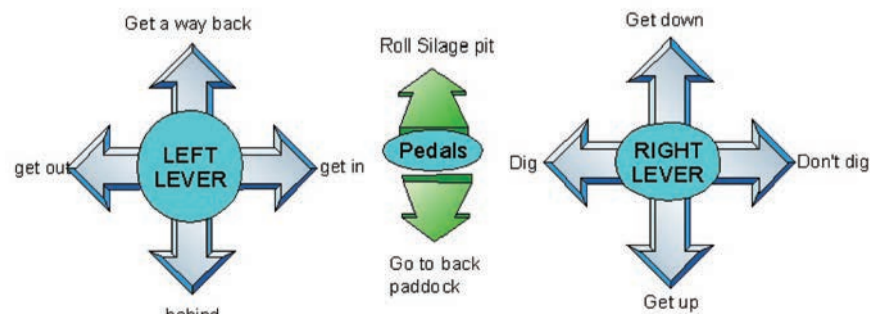 Get a way back
get out
LEFT
LEVER
get in
behind
Roll Silage pit
Pedals
Go to back
paddock
Get down
Dig
RIGHT
LEVER
Don't dig
Get up